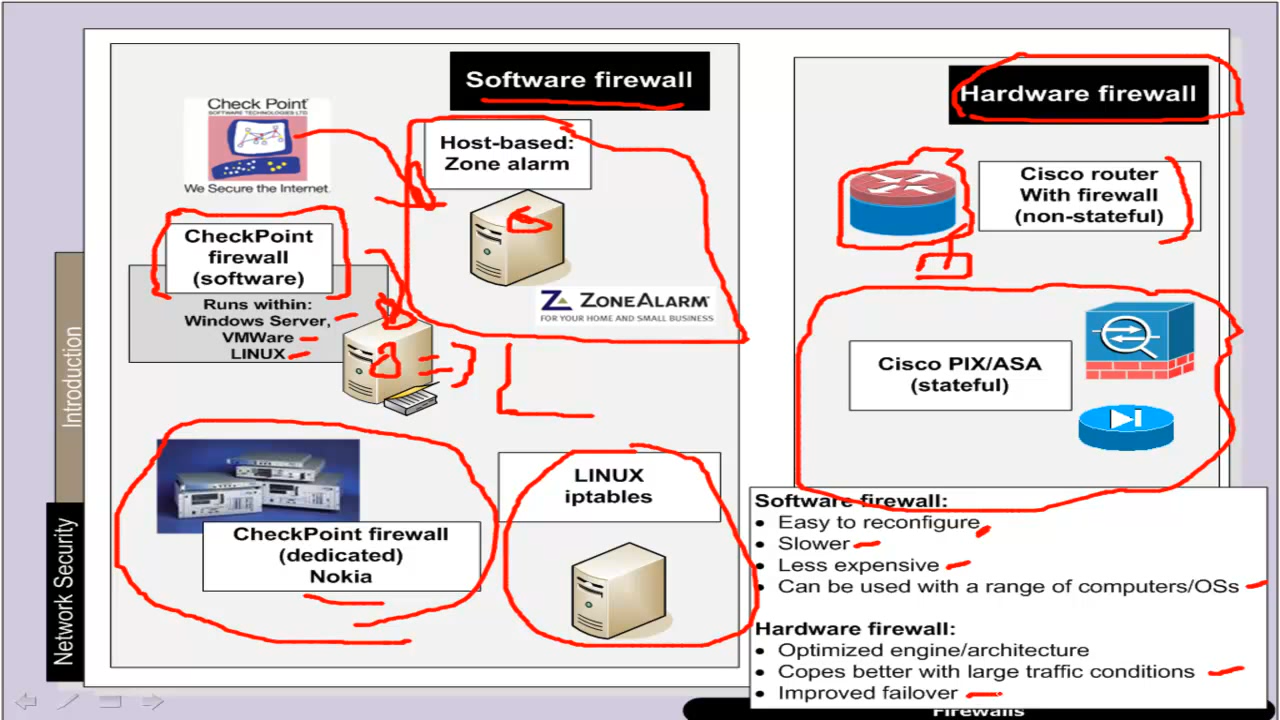 Software firewall
Hardware firewall
Check Point
SOFTWARE TECHNOLOGIES LTD.
We Secure the Internet.
Host-based:
Zone alarm
Cisco router
With firewall
(non-stateful)
CheckPoint
firewall
(software)
Runs within:
Windows Server,
VMWare
LINUX
ZONEALARM
FOR YOUR HOME AND SMALL BUSINESS
Cisco PIX/ASA
(stateful)
LINUX
iptables
CheckPoint firewall
(dedicated)
Nokia
Software firewall:
• Easy to reconfigure
• Slower
• Less expensive
• Can be used with a range of computers/OSs
Hardware firewall:
• Optimized engine/architecture
• Copes better with large traffic conditions
• Improved failover
Introduction
Network Security
Firewalls